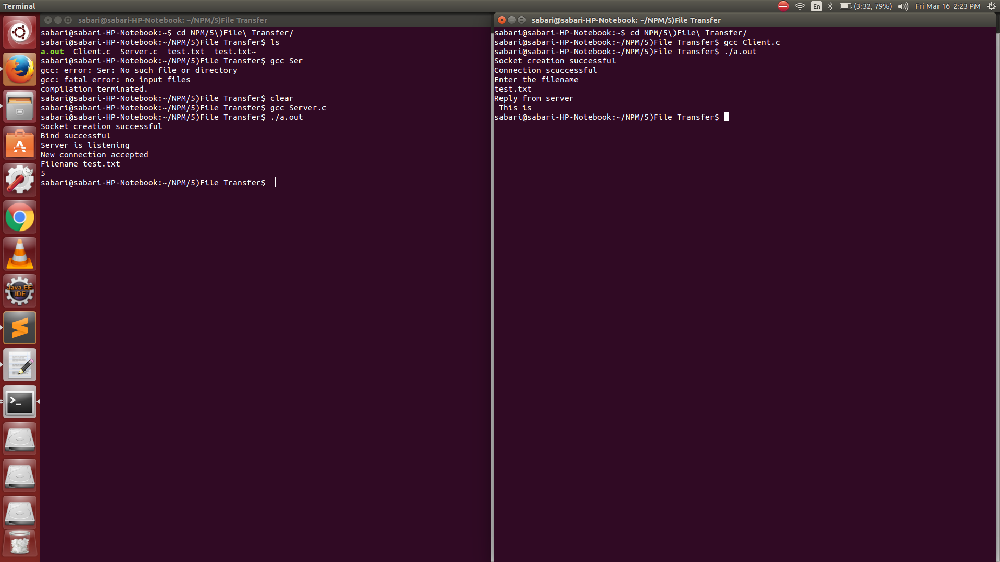 Terminal
En
(3:32, 79%)
Fri Mar 16 2:23 PM
sabari@sabari-HP-Notebook: ~/NPM/5)File Transfer
sabari@sabari-HP-Notebook:~$ cd NPM/5\)File\ Transfer/
sabari@sabari-HP-Notebook:~/NPM/5)File Transfer$ ls
a.out  Client.c  Server.c  test.txt  test.txt~
sabari@sabari-HP-Notebook:~/NPM/5)File Transfer$ gcc Ser
gcc: error: Ser: No such file or directory
gcc: fatal error: no input files
compilation terminated.
sabari@sabari-HP-Notebook:~/NPM/5)File Transfer$ clear
sabari@sabari-HP-Notebook:~/NPM/5)File Transfer$ gcc Server.c
sabari@sabari-HP-Notebook:~/NPM/5)File Transfer$ ./a.out
Socket creation successful
Bind successful
Server is listening
New connection accepted
Filename test.txt
5
sabari@sabari-HP-Notebook:~/NPM/5)File Transfer$
sabari@sabari-HP-Notebook: ~/NPM/5)File Transfer
sabari@sabari-HP-Notebook:~$ cd NPM/5\)File\ Transfer/
sabari@sabari-HP-Notebook:~/NPM/5)File Transfer$ gcc Client.c
sabari@sabari-HP-Notebook:~/NPM/5)File Transfer$ ./a.out
Socket creation successful
Connection scuccessful
Enter the filename
test.txt
Reply from server
 This is
sabari@sabari-HP-Notebook:~/NPM/5)File Transfer$
Java EE
IDE